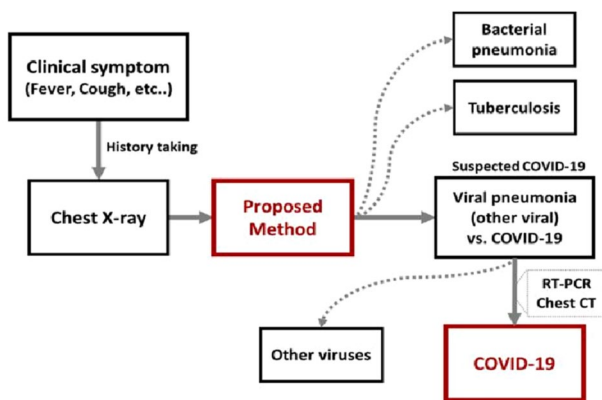 Clinical symptom
(Fever, Cough, etc..)
History taking
Chest X-ray
Proposed
Method
Bacterial
pneumonia
Tuberculosis
Suspected COVID-19
Viral pneumonia
(other viral)
vs. COVID-19
RT-PCR
Chest CT
Other viruses
COVID-19